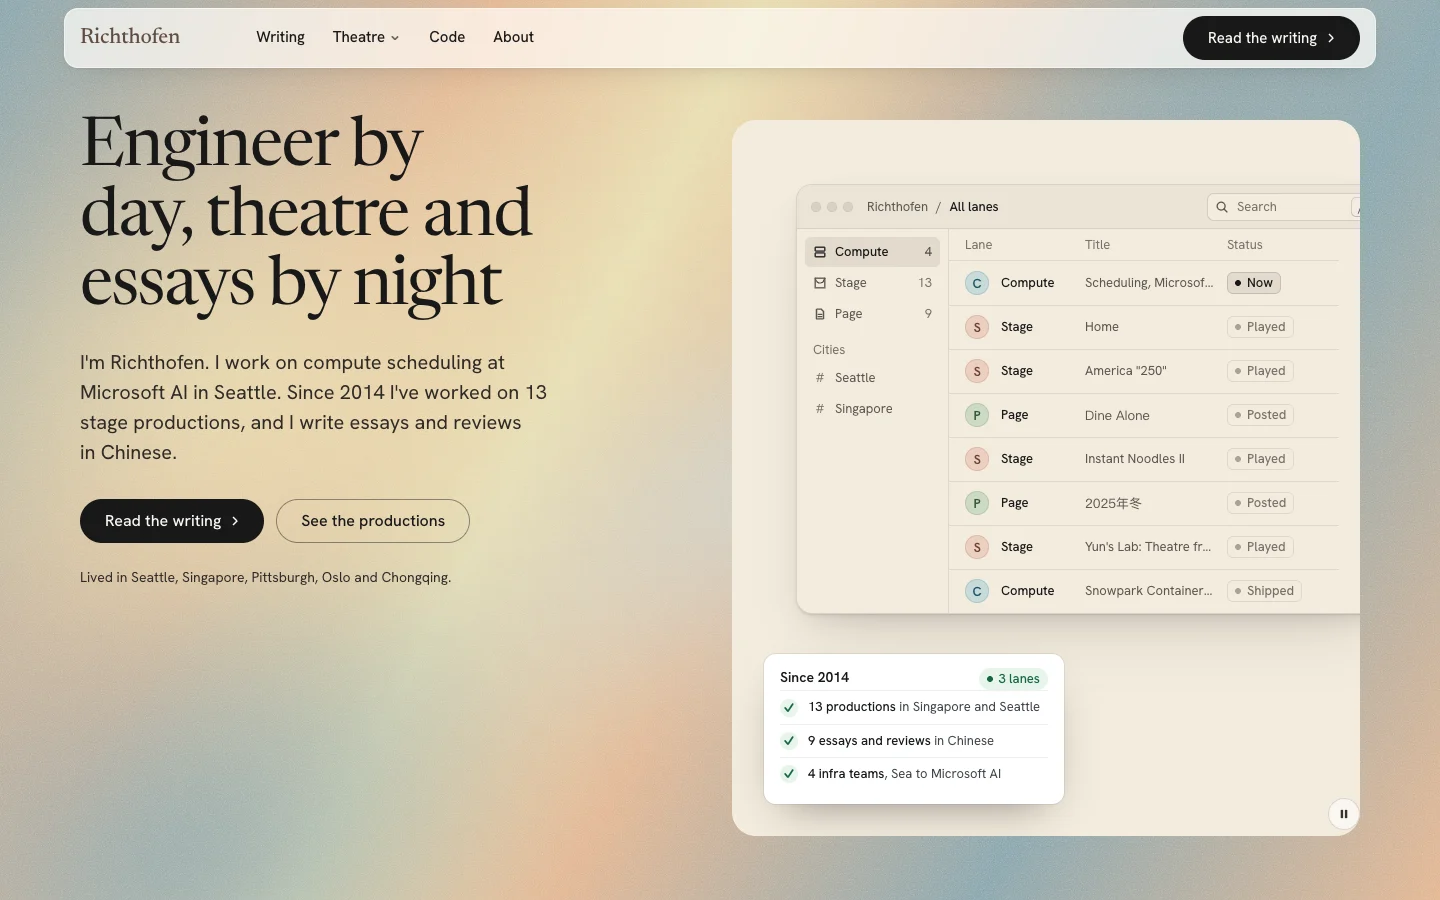 Richthofen
Writing
Theatre
Code
About
Read the writing
Engineer by
day, theatre and
essays by night
I'm Richthofen. I work on compute scheduling at
Microsoft AI in Seattle. Since 2014 I've worked on 13
stage productions, and I write essays and reviews
in Chinese.
Read the writing
See the productions
Lived in Seattle, Singapore, Pittsburgh, Oslo and Chongqing.
Richthofen / All lanes
Search
Compute 4
Stage 13
Page 9
Cities
# Seattle
# Singapore
Lane Title Status
C Compute Scheduling, Microsof... Now
S Stage Home Played
S Stage America "250" Played
P Page Dine Alone Posted
S Stage Instant Noodles II Played
P Page 2025年冬 Posted
S Stage Yun's Lab: Theatre fr... Played
C Compute Snowpark Container... Shipped
Since 2014
3 lanes
13 productions in Singapore and Seattle
9 essays and reviews in Chinese
4 infra teams, Sea to Microsoft AI